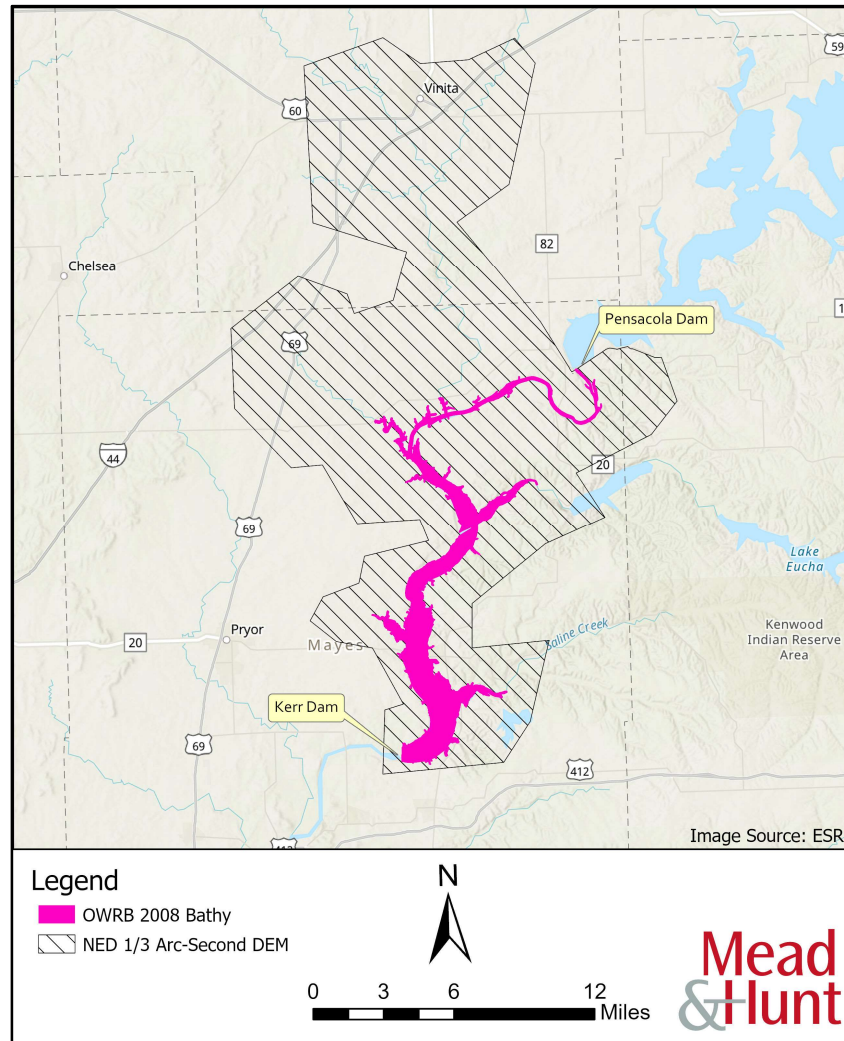 59
Vinita
60
82
Chelsea
1
Pensacola Dam
69
44
20
69
Lake
Eucha
Kenwood
Indian Reserve
Area
20
Pryor
Mayes
Saline Creek
Kerr Dam
69
412
412
Image Source: ESR
Legend
OWRB 2008 Bathy
NED 1/3 Arc-Second DEM
N
0 3 6 12
Miles
Mead
&Hunt